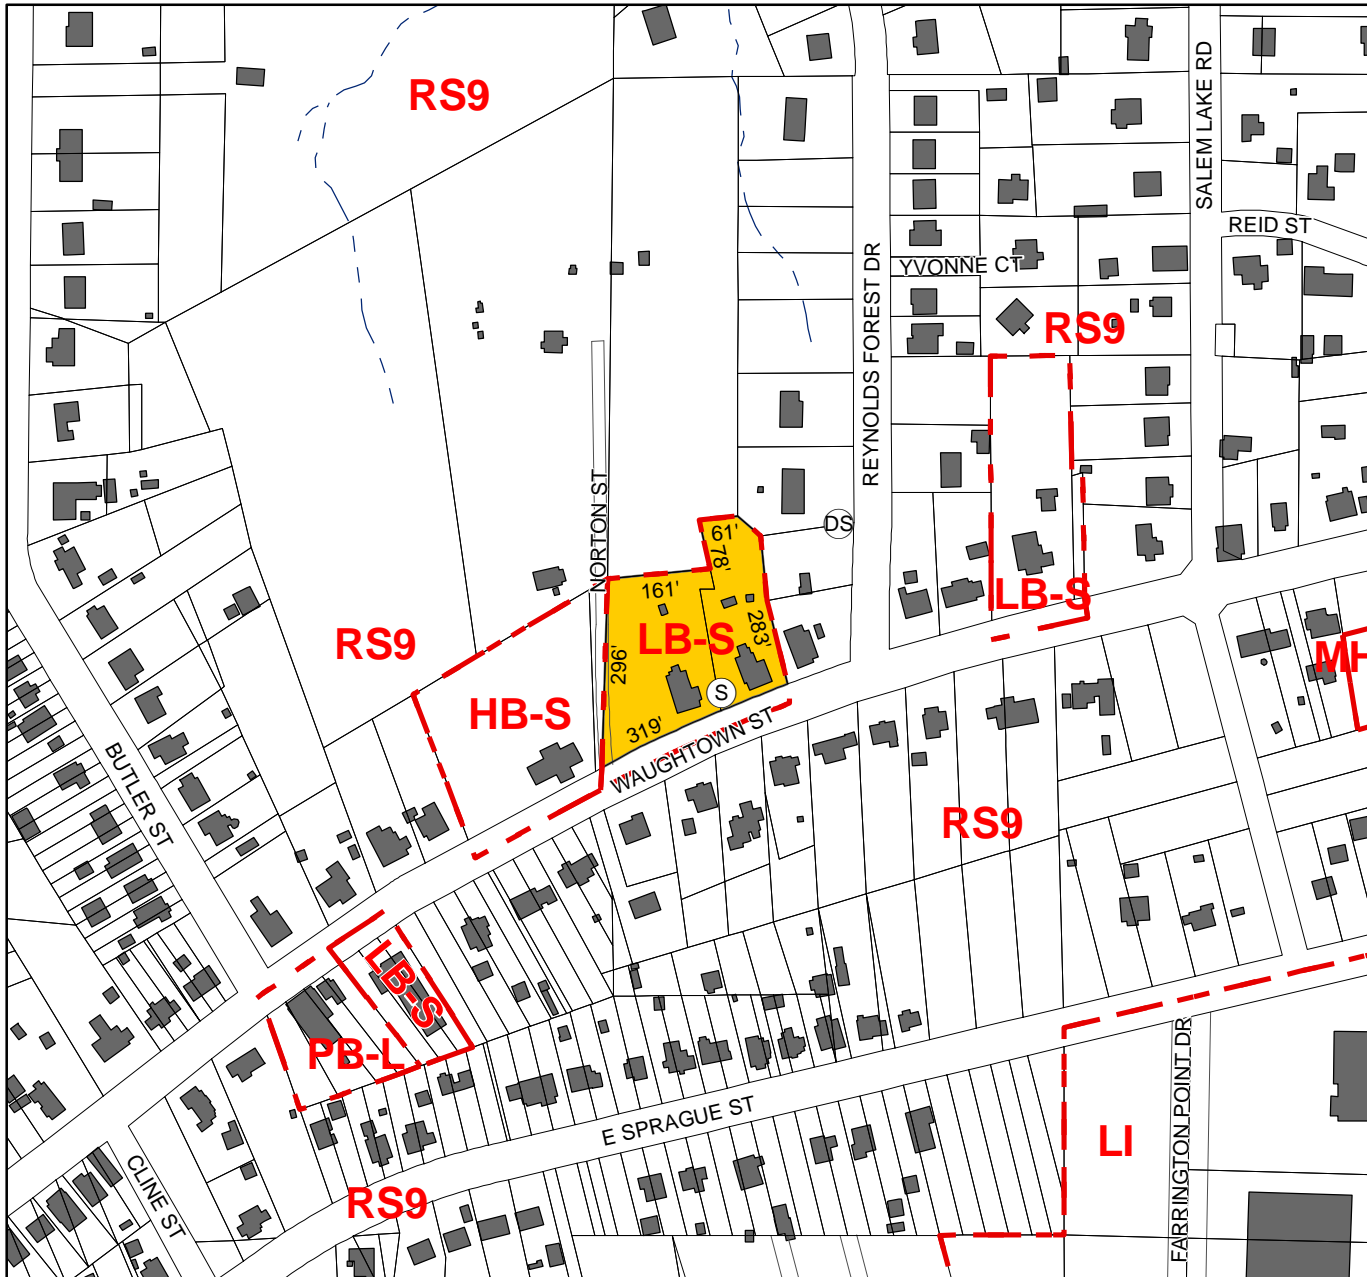 RS9
SALEM LAKE RD
REID ST
REYNOLDS FOREST DR
YVONNE CT
RS9
NORTON ST
DS
61'
78'
161'
LB-S
LB-S
283'
296'
RS9
MH
HB-S
S
319'
WAUGHTOWN ST
BUTLER ST
RS9
LB-S
PB-L
FARRINGTON POINT DR
E SPRAGUE ST
LI
CLINE ST
RS9